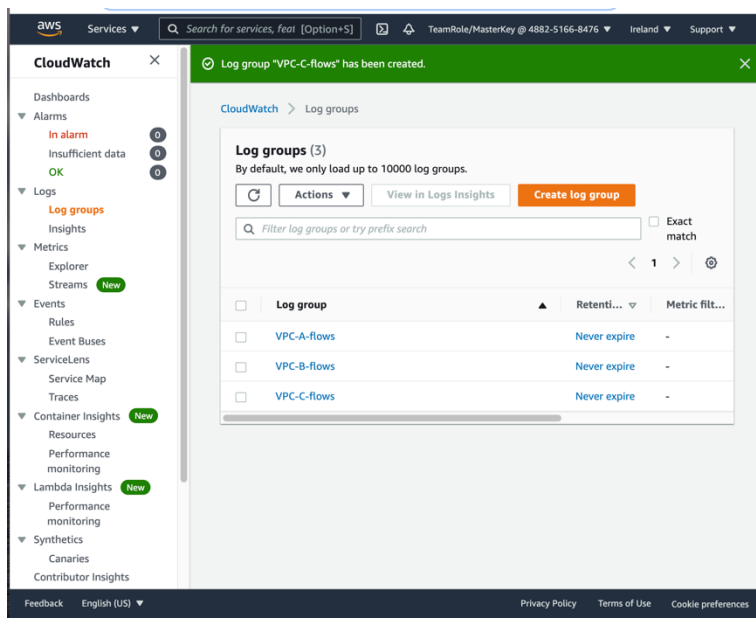 aws Services ▼ Search for services, feat [Option+S] TeamRole/MasterKey @ 4882-5166-8476 ▼ Ireland ▼ Support ▼
CloudWatch ×
Log group "VPC-C-flows" has been created. ×
Dashboards
Alarms
In alarm 0
Insufficient data 0
OK 0
Logs
Log groups
Insights
Metrics
Explorer
Streams New
Events
Rules
Event Buses
ServiceLens
Service Map
Traces
Container Insights New
Resources
Performance
monitoring
Lambda Insights New
Performance
monitoring
Synthetics
Canaries
Contributor Insights
CloudWatch > Log groups
Log groups (3)
By default, we only load up to 10000 log groups.
Actions ▼ View in Logs Insights Create log group
Filter log groups or try prefix search
Exact
match
< 1 >
Log group ▲ Retenti... ▽ Metric filt...
VPC-A-flows Never expire -
VPC-B-flows Never expire -
VPC-C-flows Never expire -
Feedback English (US) ▼ Privacy Policy Terms of Use Cookie preferences